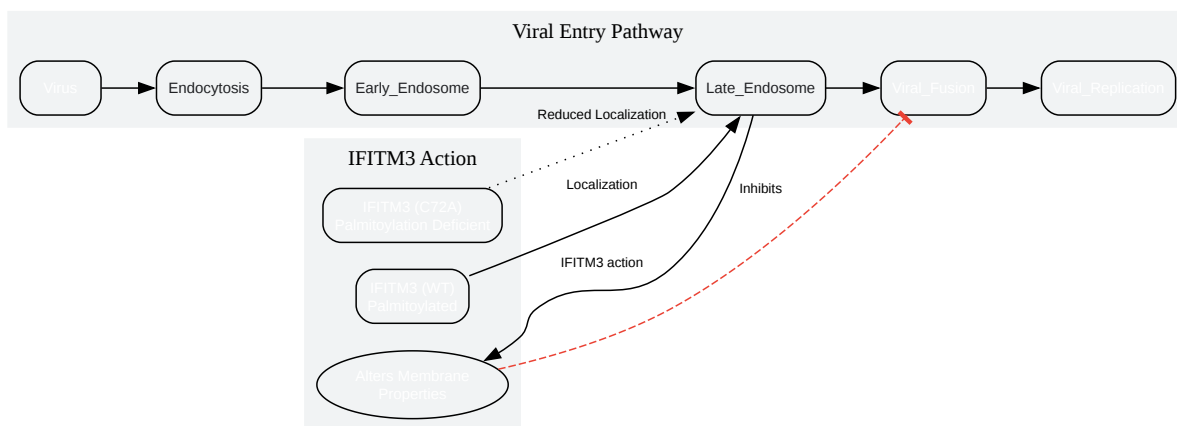 Viral Entry Pathway
Virus
Endocytosis
Early_Endosome
Late_Endosome
Viral_Fusion
Viral_Replication
Reduced Localization
IFITM3 Action
Localization
Inhibits
IFITM3 (C72A)
Palmitoylation Deficient
IFITM3 action
IFITM3 (WT)
Palmitoylated
Alters Membrane
Properties